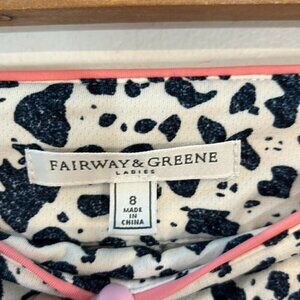 FAIRWAY & GREENE
LADIES
8
MADE IN
CHINA